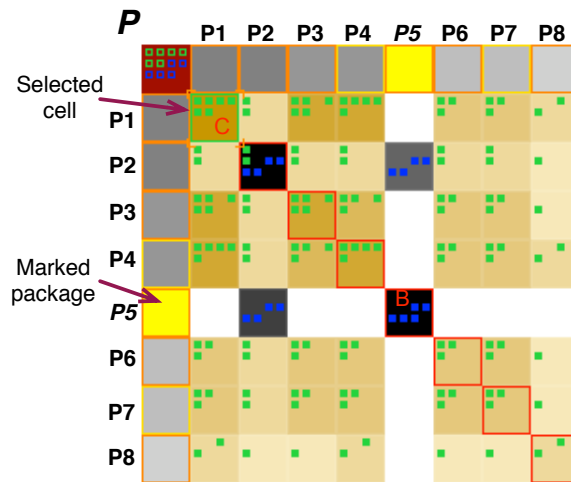 P
P1 P2 P3 P4 P5 P6 P7 P8
Selected
cell
P1
C
P2
P3
P4
Marked
package
P5
B
P6
P7
P8